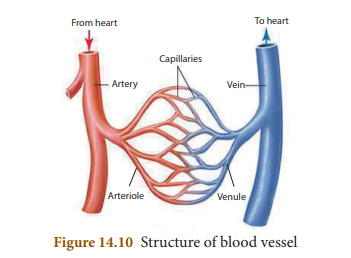 From heart
To heart
Capillaries
Artery
Vein
Arteriole
Venule
Figure 14.10 Structure of blood vessel